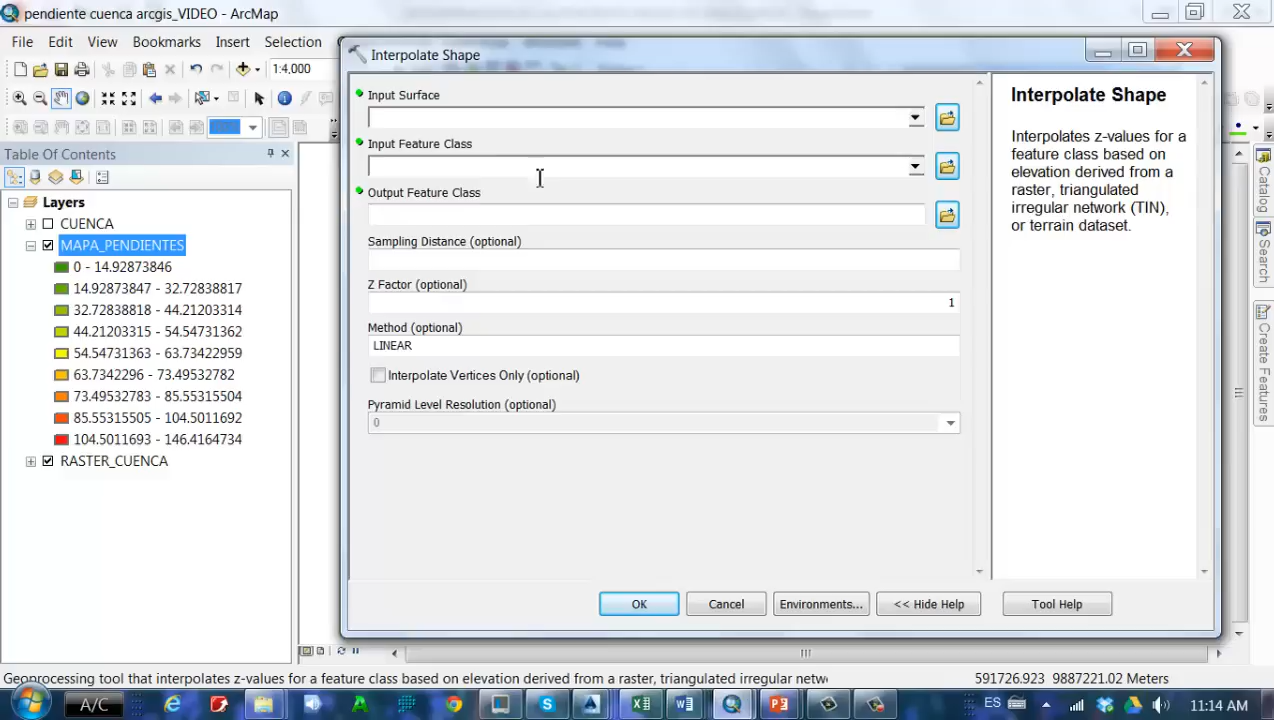 pendiente cuenca arcgis_VIDEO - ArcMap
File Edit View Bookmarks Insert Selection
1:4.000
Table Of Contents
Layers
CUENCA
MAPA_PENDIENTES
0 - 14.92873846
14.92873847 - 32.72838817
32.72838818 - 44.21203314
44.21203315 - 54.54731362
54.54731363 - 63.73422959
63.7342296 - 73.49532782
73.49532783 - 85.55315504
85.55315505 - 104.5011692
104.5011693 - 146.4164734
RASTER_CUENCA
Interpolate Shape
Input Surface
Input Feature Class
Output Feature Class
Sampling Distance (optional)
Z Factor (optional)
1
Method (optional)
LINEAR
Interpolate Vertices Only (optional)
Pyramid Level Resolution (optional)
0
OK Cancel Environments... << Hide Help Tool Help
Interpolate Shape
Interpolates z-values for a
feature class based on
elevation derived from a
raster, triangulated
irregular network (TIN),
or terrain dataset.
Catalog
Search
Create Features
Geoprocessing tool that interpolates z-values for a feature class based on elevation derived from a raster, triangulated irregular netw
591726.923 9887221.02 Meters
A/C
ES
11:14 AM